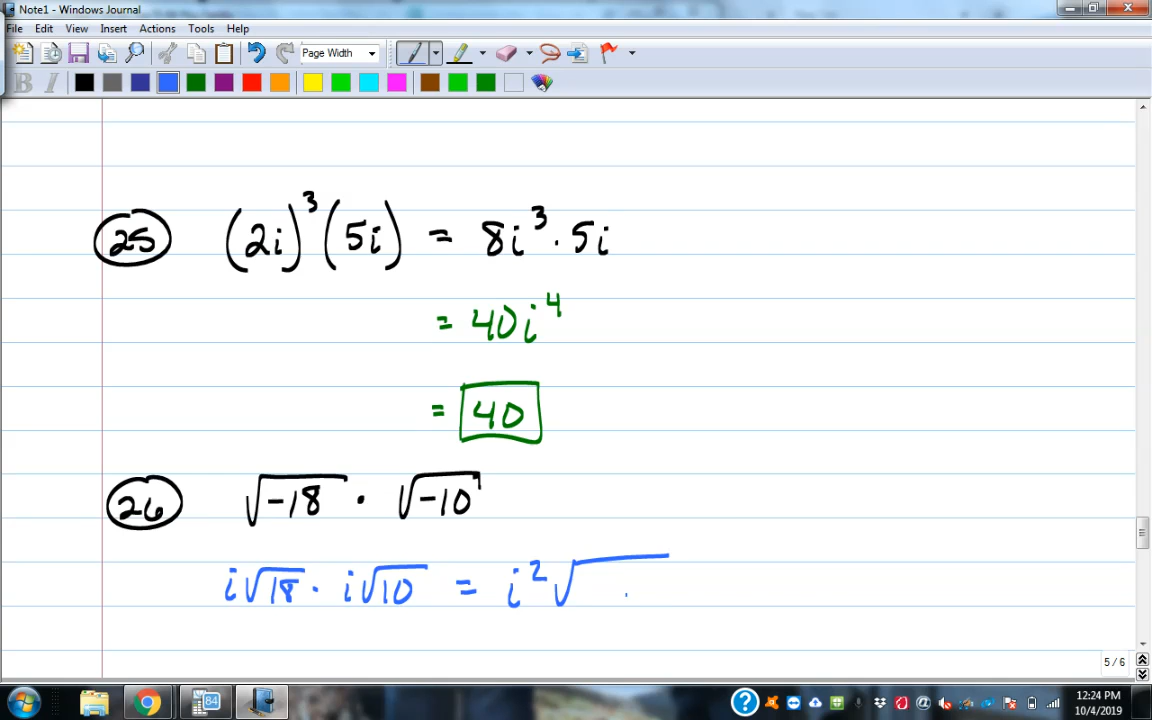 Note1 - Windows Journal
File Edit View Insert Actions Tools Help
Page Width
B I
25 (2i)³(5i) = 8i³ · 5i
= 40i⁴
= 40
26 √-18 · √-10
i√18 · i√10 = i²√ ·
5 / 6
84
12:24 PM
10/4/2019